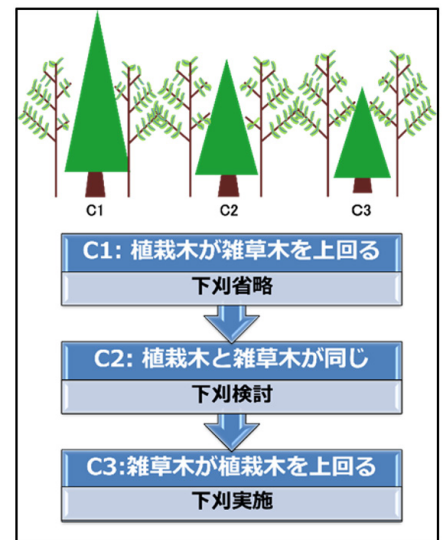 C1 C2 C3
C1: 植栽木が雑草木を上回る
下刈省略
C2: 植栽木と雑草木が同じ
下刈検討
C3:雑草木が植栽木を上回る
下刈実施